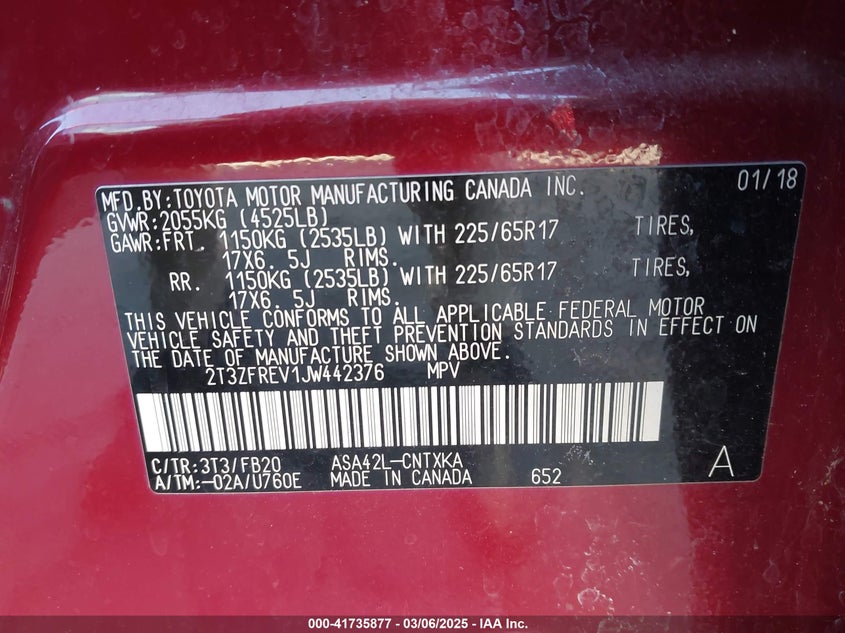 MFD.BY:TOYOTA MOTOR MANUFACTURING CANADA INC. 01/18
GVWR:2055KG (4525LB)
GAWR:FRT. 1150KG (2535LB) WITH 225/65R17 TIRES,
17X6. 5J RIMS.
RR. 1150KG (2535LB) WITH 225/65R17 TIRES,
17X6. 5J RIMS.
THIS VEHICLE CONFORMS TO ALL APPLICABLE FEDERAL MOTOR
VEHICLE SAFETY AND THEFT PREVENTION STANDARDS IN EFFECT ON
THE DATE OF MANUFACTURE SHOWN ABOVE.
2T3ZFREV1JW442376 MPV
C/TR:3T3/FB20 ASA42L-CNTXKA A
A/TM:-02A/U760E MADE IN CANADA 652
000-41735877 - 03/06/2025 - IAA Inc.